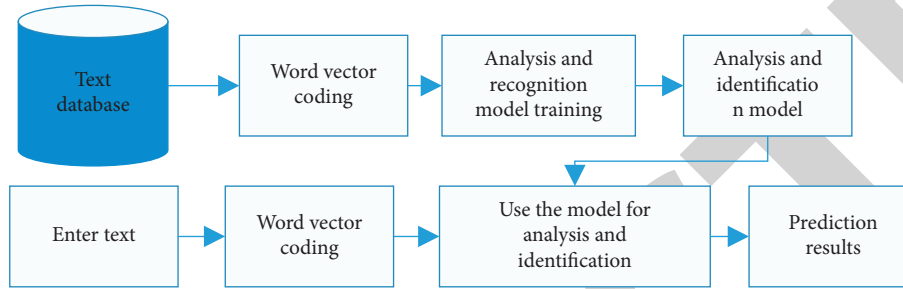 Text
database
Word vector
coding
Analysis and
recognition
model training
Analysis and
identificatio
n model
Enter text
Word vector
coding
Use the model for
analysis and
identification
Prediction
results